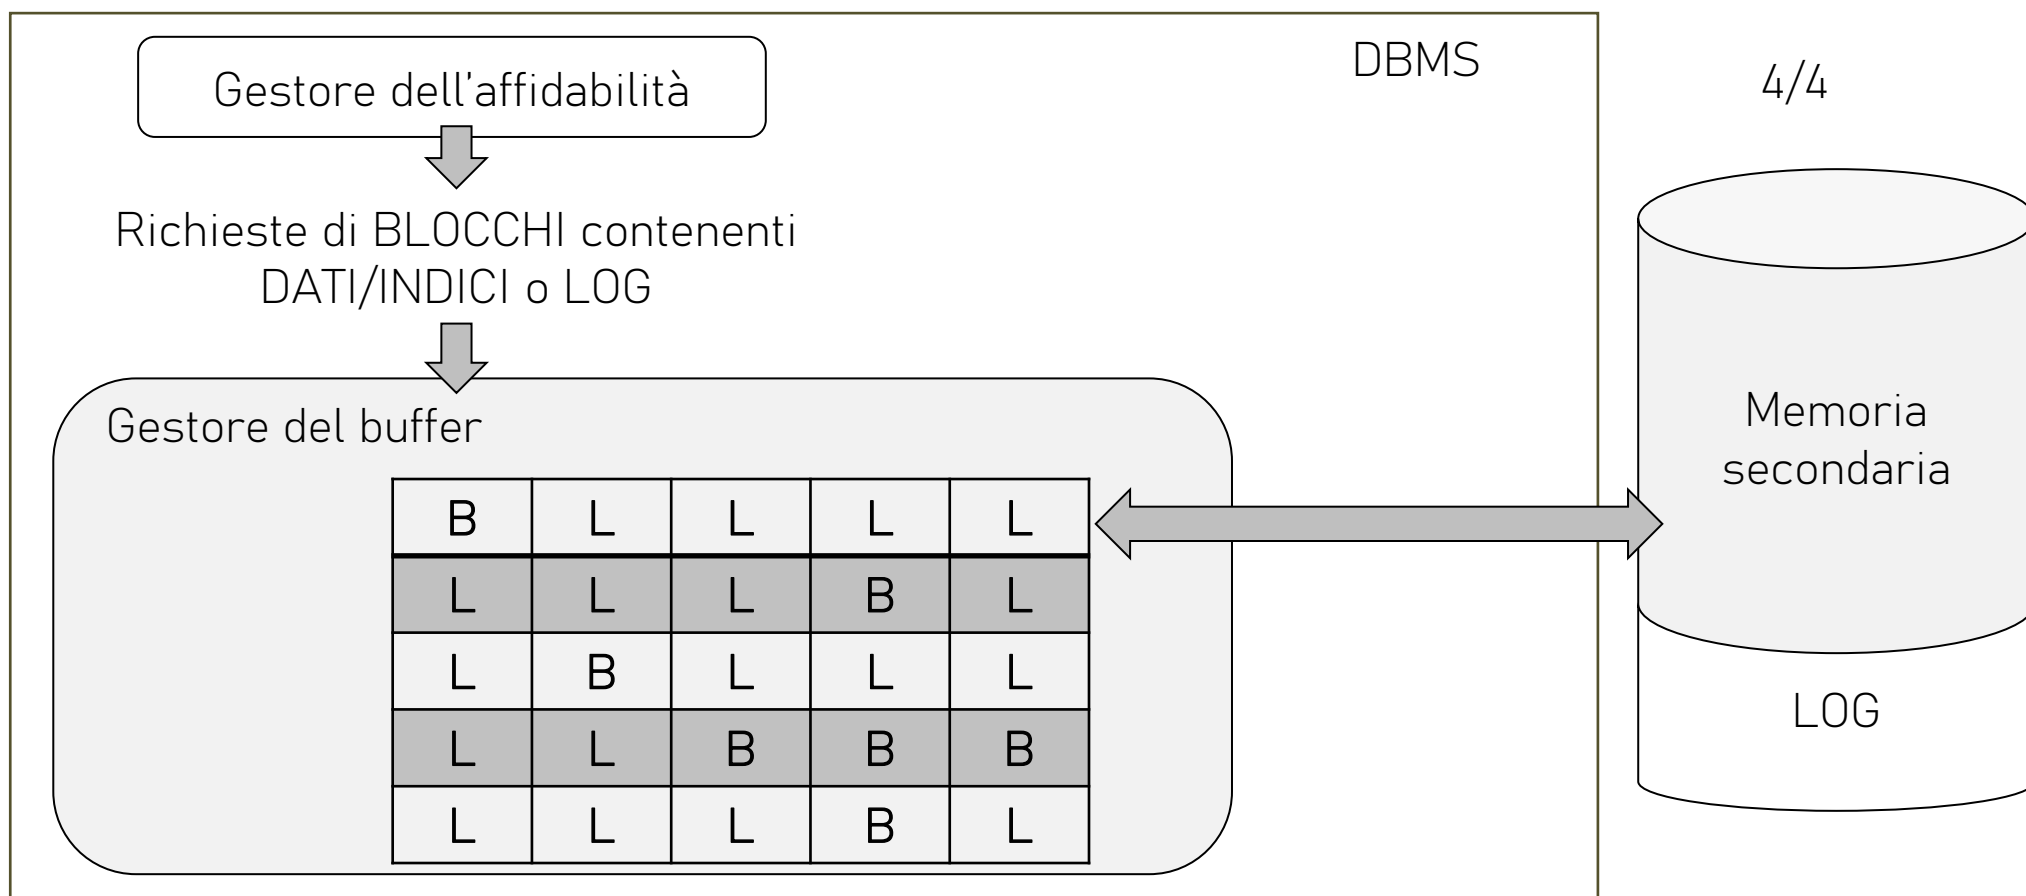 DBMS
4/4
Gestore dell'affidabilità
Richieste di BLOCCHI contenenti
DATI/INDICI o LOG
Gestore del buffer
B L L L L
L L L B L
L B L L L
L L B B B
L L L B L
Memoria
secondaria
LOG